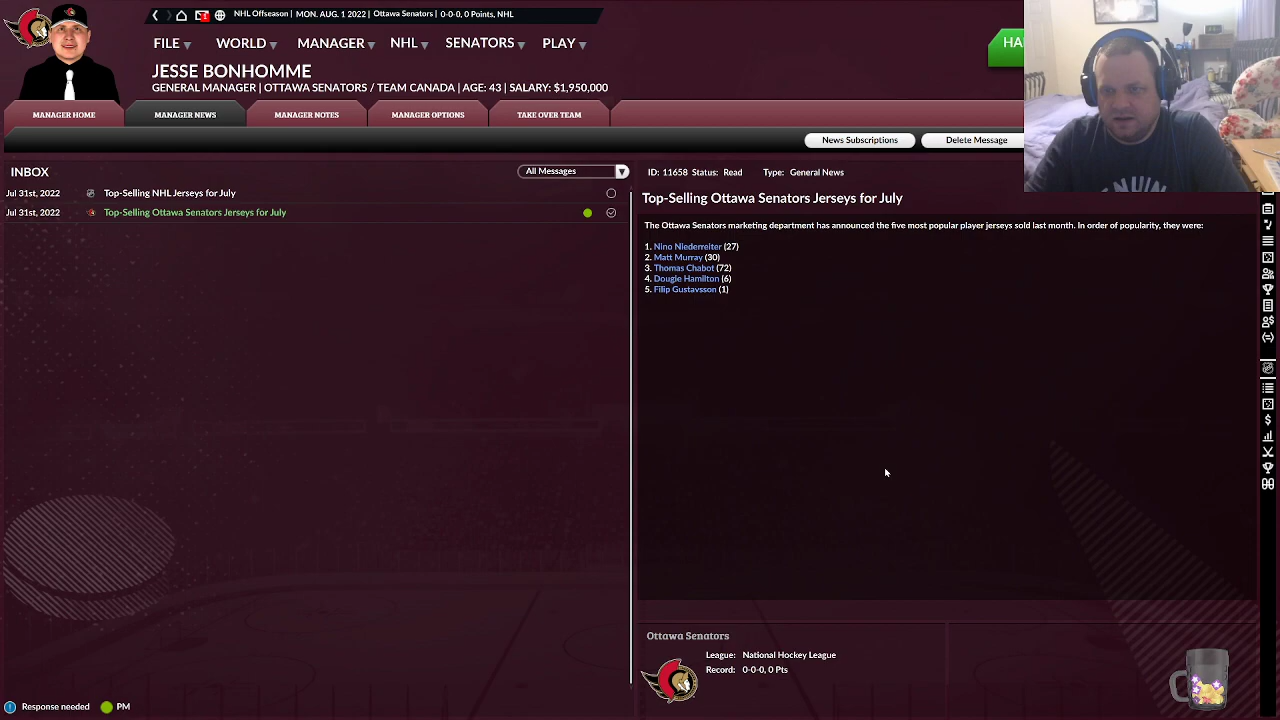 NHL Offseason | MON. AUG. 1 2022 | Ottawa Senators | 0-0-0, 0 Points, NHL
FILE WORLD MANAGER NHL SENATORS PLAY
JESSE BONHOMME
GENERAL MANAGER | OTTAWA SENATORS / TEAM CANADA | AGE: 43 | SALARY: $1,950,000
MANAGER HOME MANAGER NEWS MANAGER NOTES MANAGER OPTIONS TAKE OVER TEAM
News Subscriptions Delete Message
INBOX All Messages
Jul 31st, 2022 Top-Selling NHL Jerseys for July
Jul 31st, 2022 Top-Selling Ottawa Senators Jerseys for July
ID: 11658 Status: Read Type: General News
Top-Selling Ottawa Senators Jerseys for July
The Ottawa Senators marketing department has announced the five most popular player jerseys sold last month. In order of popularity, they were:
1. Nino Niederreiter (27)
2. Matt Murray (30)
3. Thomas Chabot (72)
4. Dougie Hamilton (6)
5. Filip Gustavsson (1)
Ottawa Senators
League: National Hockey League
Record: 0-0-0, 0 Pts
Response needed PM